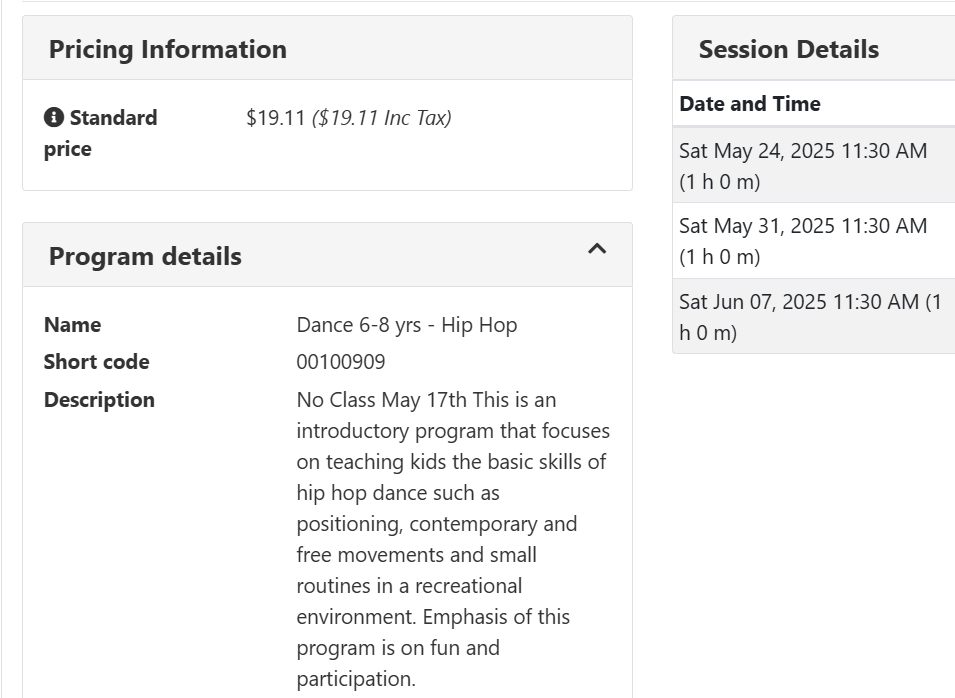 Pricing Information
Standard
price
$19.11 ($19.11 Inc Tax)
Program details
Name
Dance 6-8 yrs - Hip Hop
Short code
00100909
Description
No Class May 17th This is an
introductory program that focuses
on teaching kids the basic skills of
hip hop dance such as
positioning, contemporary and
free movements and small
routines in a recreational
environment. Emphasis of this
program is on fun and
participation.
Session Details
Date and Time
Sat May 24, 2025 11:30 AM
(1 h 0 m)
Sat May 31, 2025 11:30 AM
(1 h 0 m)
Sat Jun 07, 2025 11:30 AM (1
h 0 m)